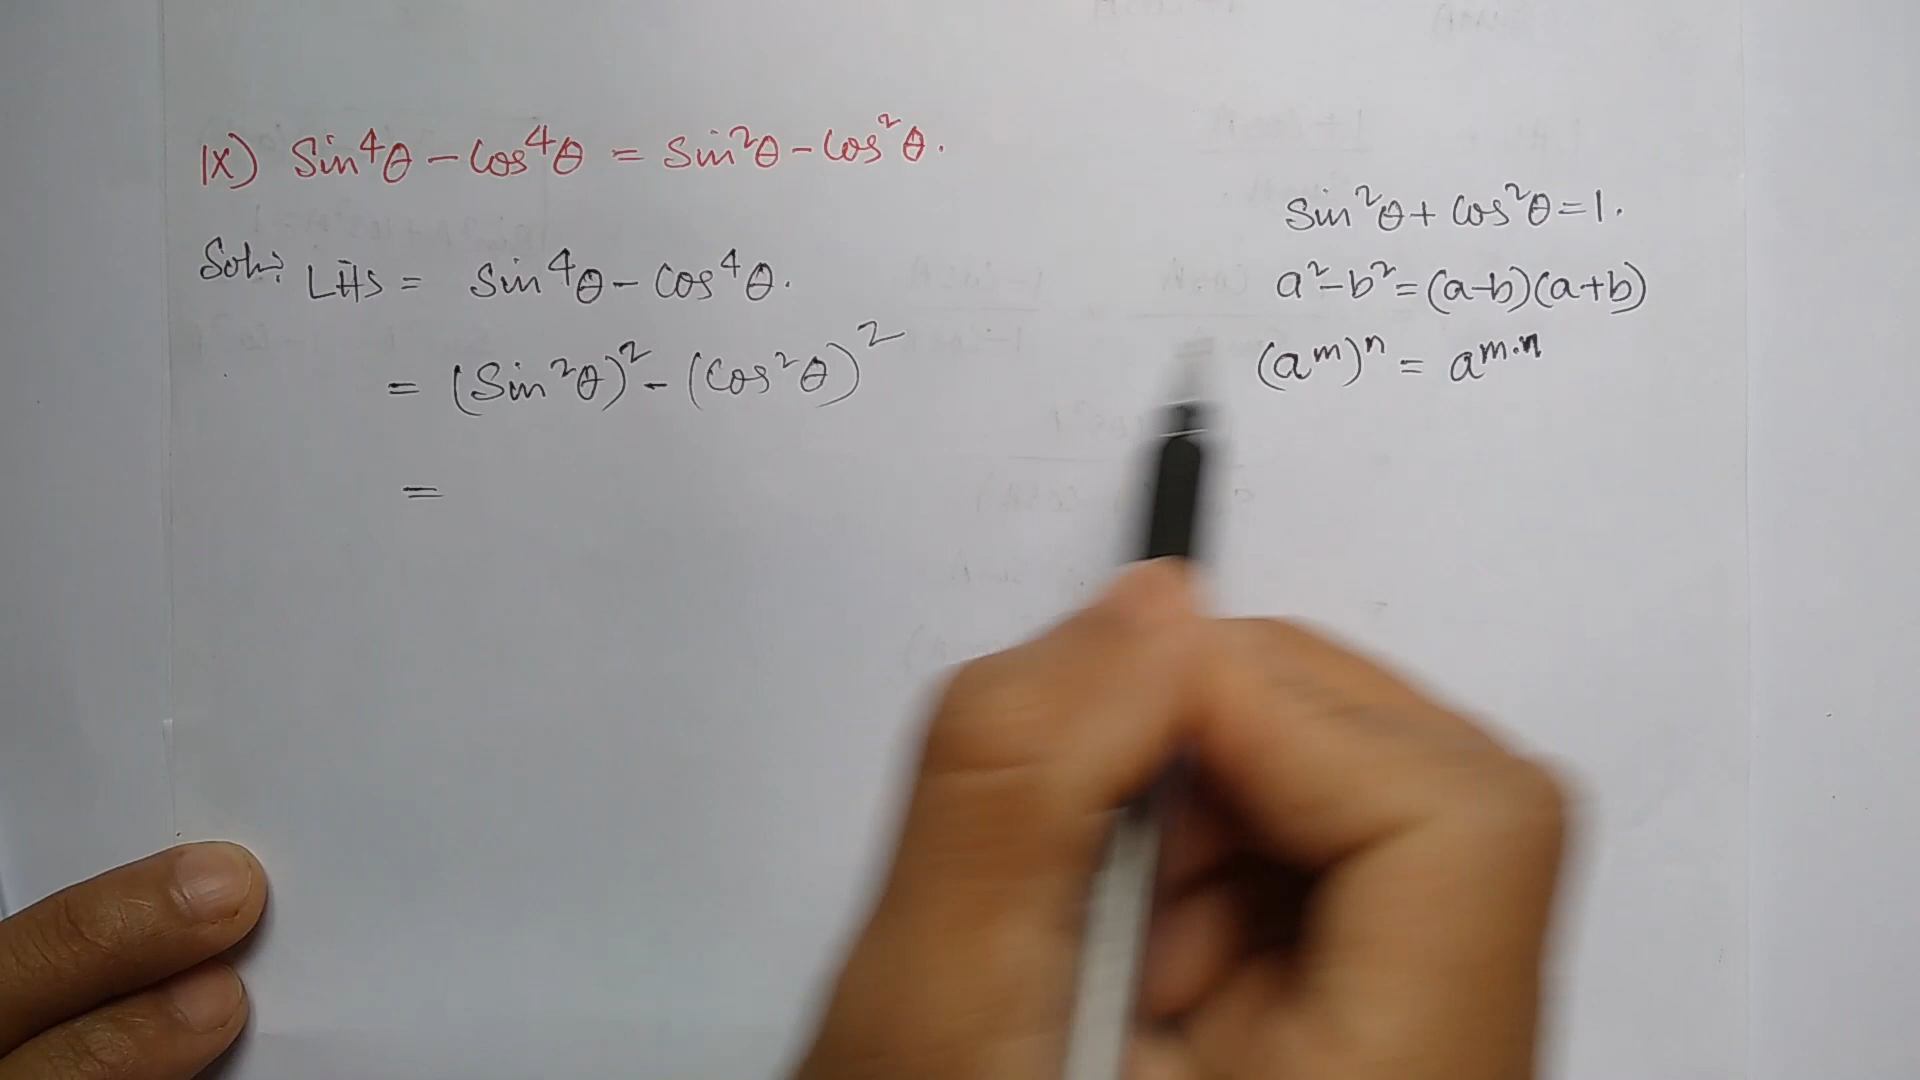 IX) Sin⁴θ - Cos⁴θ = Sin²θ - Cos²θ.
Soln: LHS = Sin⁴θ - Cos⁴θ.
= (Sin²θ)² - (Cos²θ)²
=
Sin²θ + Cos²θ = 1.
a² - b² = (a-b)(a+b)
(aᵐ)ⁿ = aᵐ·ⁿ